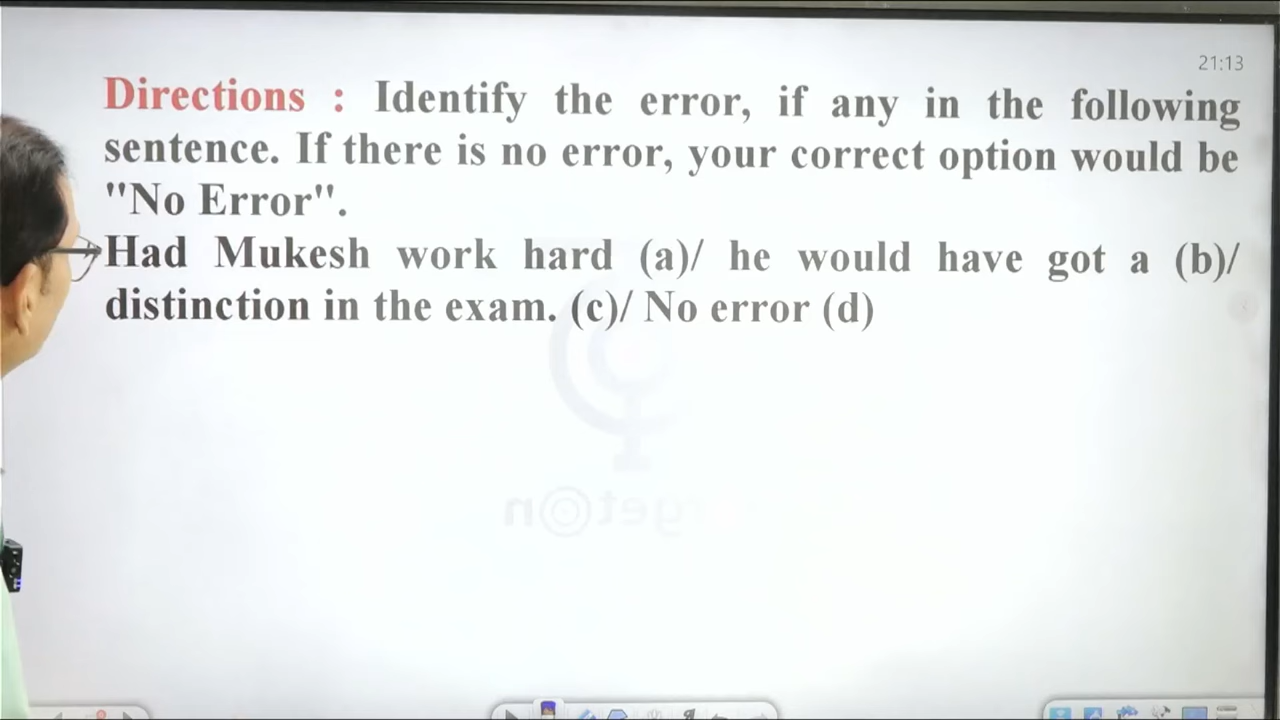 21:13
Directions : Identify the error, if any in the following
sentence. If there is no error, your correct option would be
"No Error".
Had Mukesh work hard (a)/ he would have got a (b)/
distinction in the exam. (c)/ No error (d)